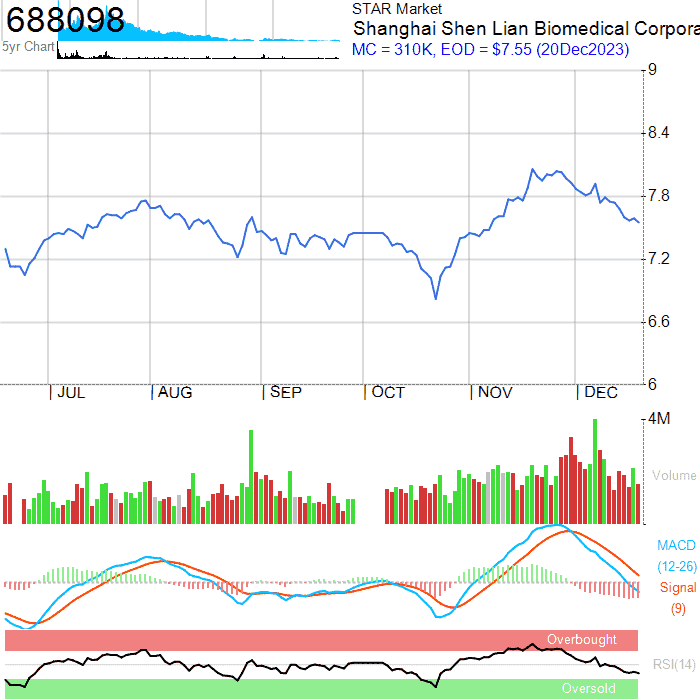 688098
5yr Chart
STAR Market
Shanghai Shen Lian Biomedical Corpora
MC = 310K, EOD = $7.55 (20Dec2023)
9
8.4
7.8
7.2
6.6
6
JUL AUG SEP OCT NOV DEC
4M
Volume
MACD
(12-26)
Signal
(9)
Overbought
RSI(14)
Oversold